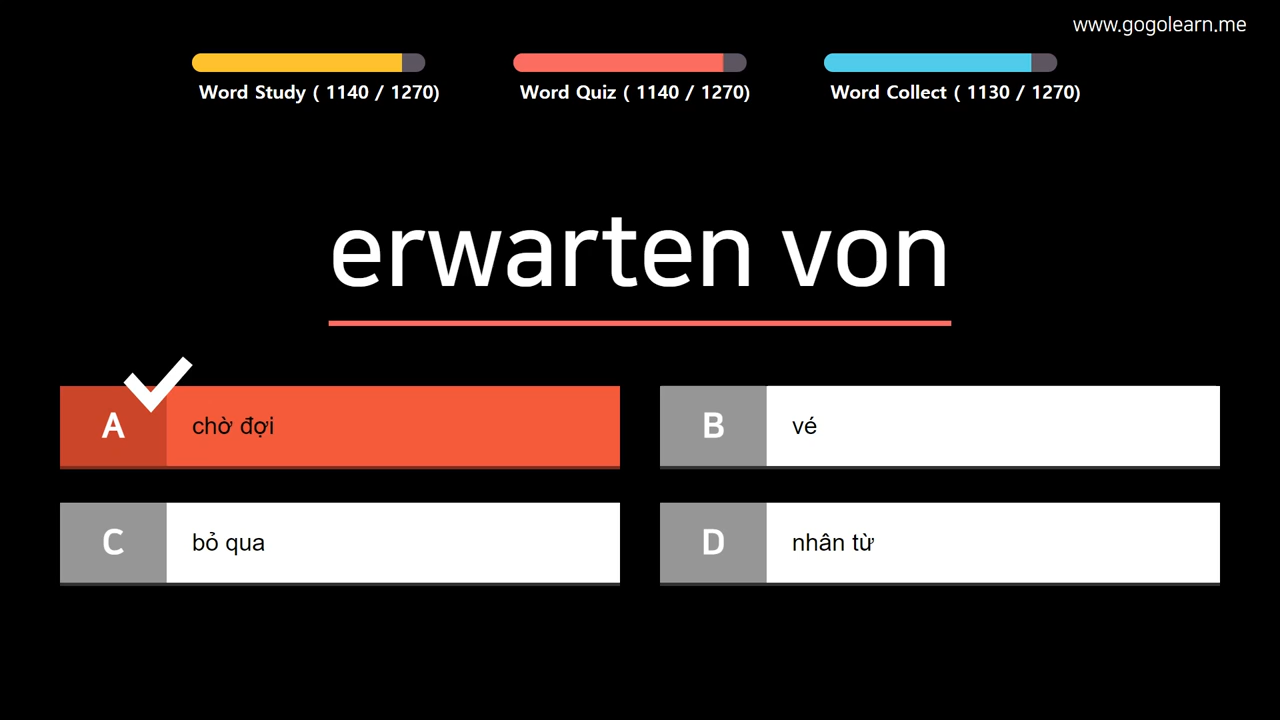 www.gogolearn.me
Word Study ( 1140 / 1270)
Word Quiz ( 1140 / 1270)
Word Collect ( 1130 / 1270)
erwarten von
A chờ đợi
B vé
C bỏ qua
D nhân từ